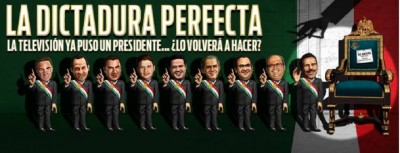 LA DICTADURA PERFECTA
LA TELEVISIÓN YA PUSO UN PRESIDENTE... ¿LO VOLVERÁ A HACER?